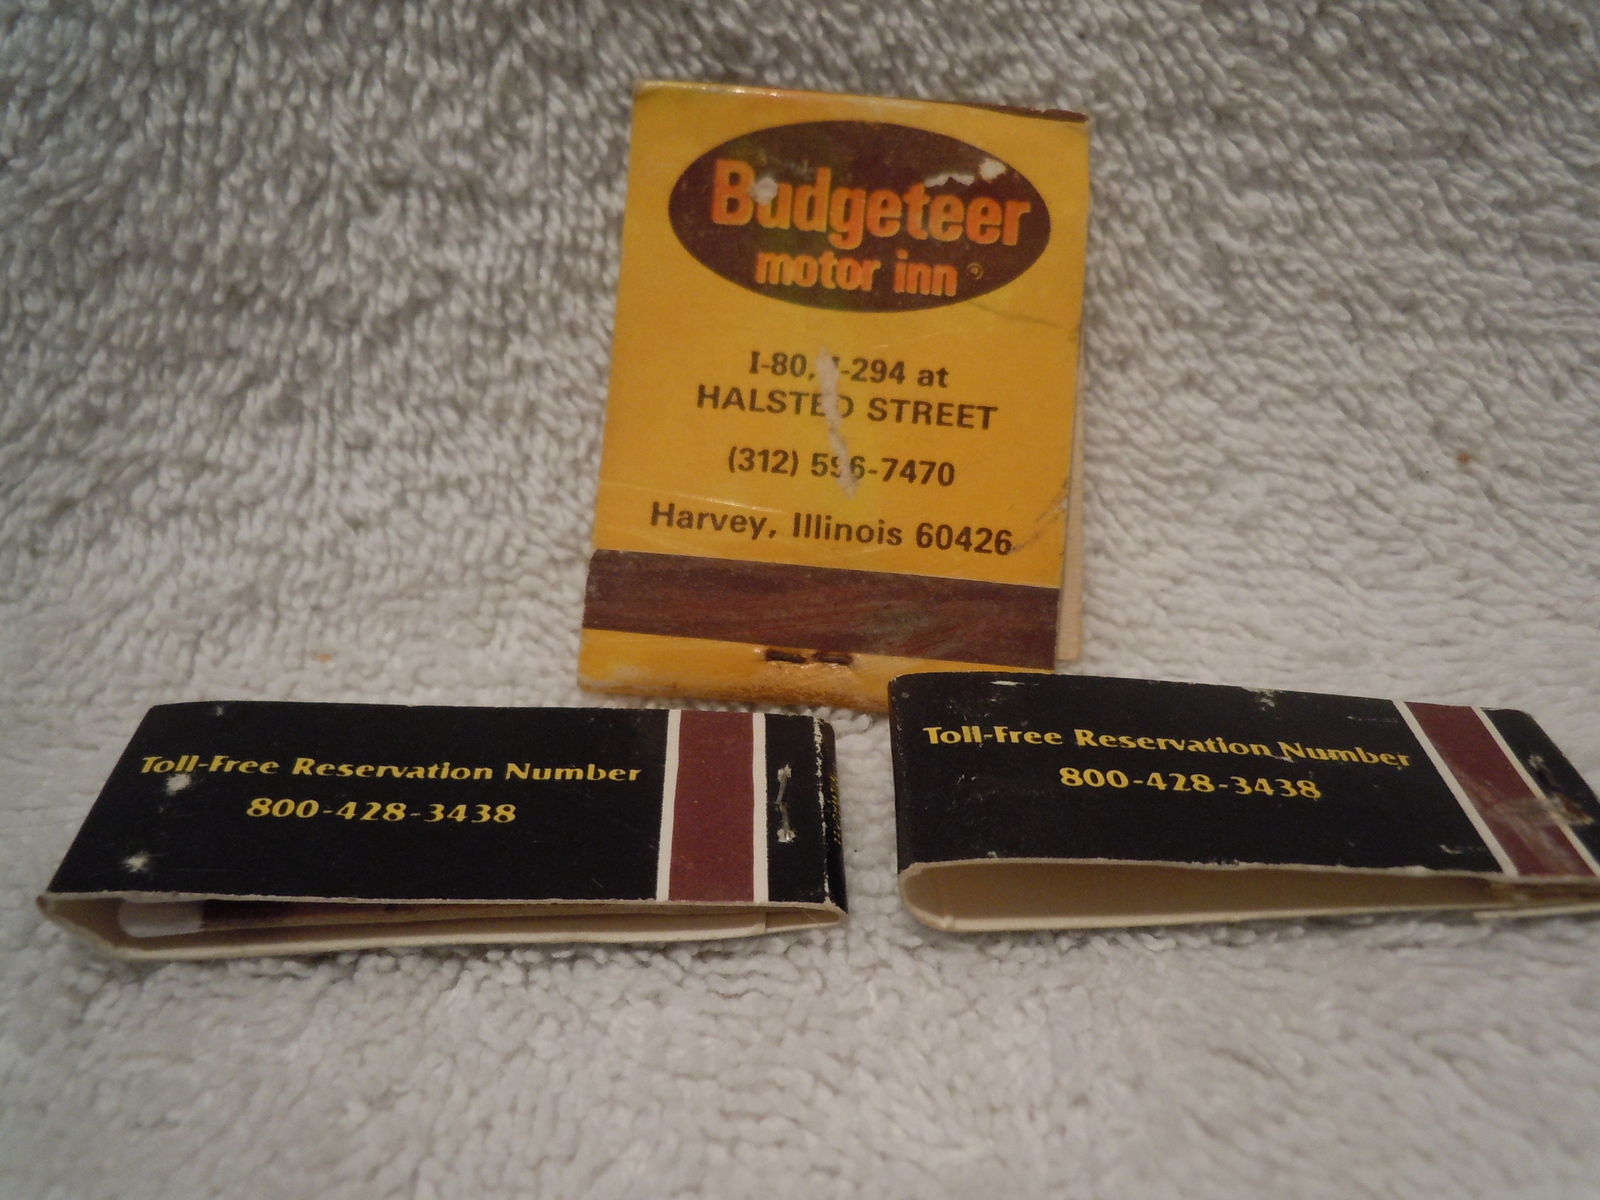 Budgeteer
motor inn
I-80, I-294 at
HALSTED STREET
(312) 596-7470
Harvey, Illinois 60426
Toll-Free Reservation Number
800-428-3438
Toll-Free Reservation Number
800-428-3438